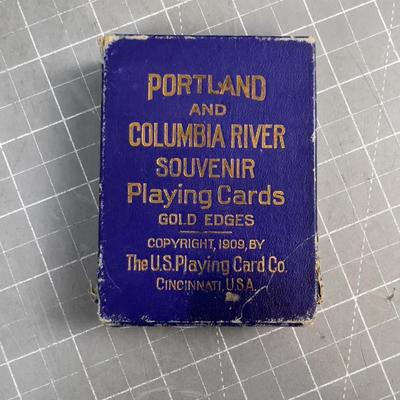 PORTLAND
AND
COLUMBIA RIVER
SOUVENIR
Playing Cards
GOLD EDGES
COPYRIGHT, 1909, BY
The U.S. Playing Card Co.
CINCINNATI, U.S.A.